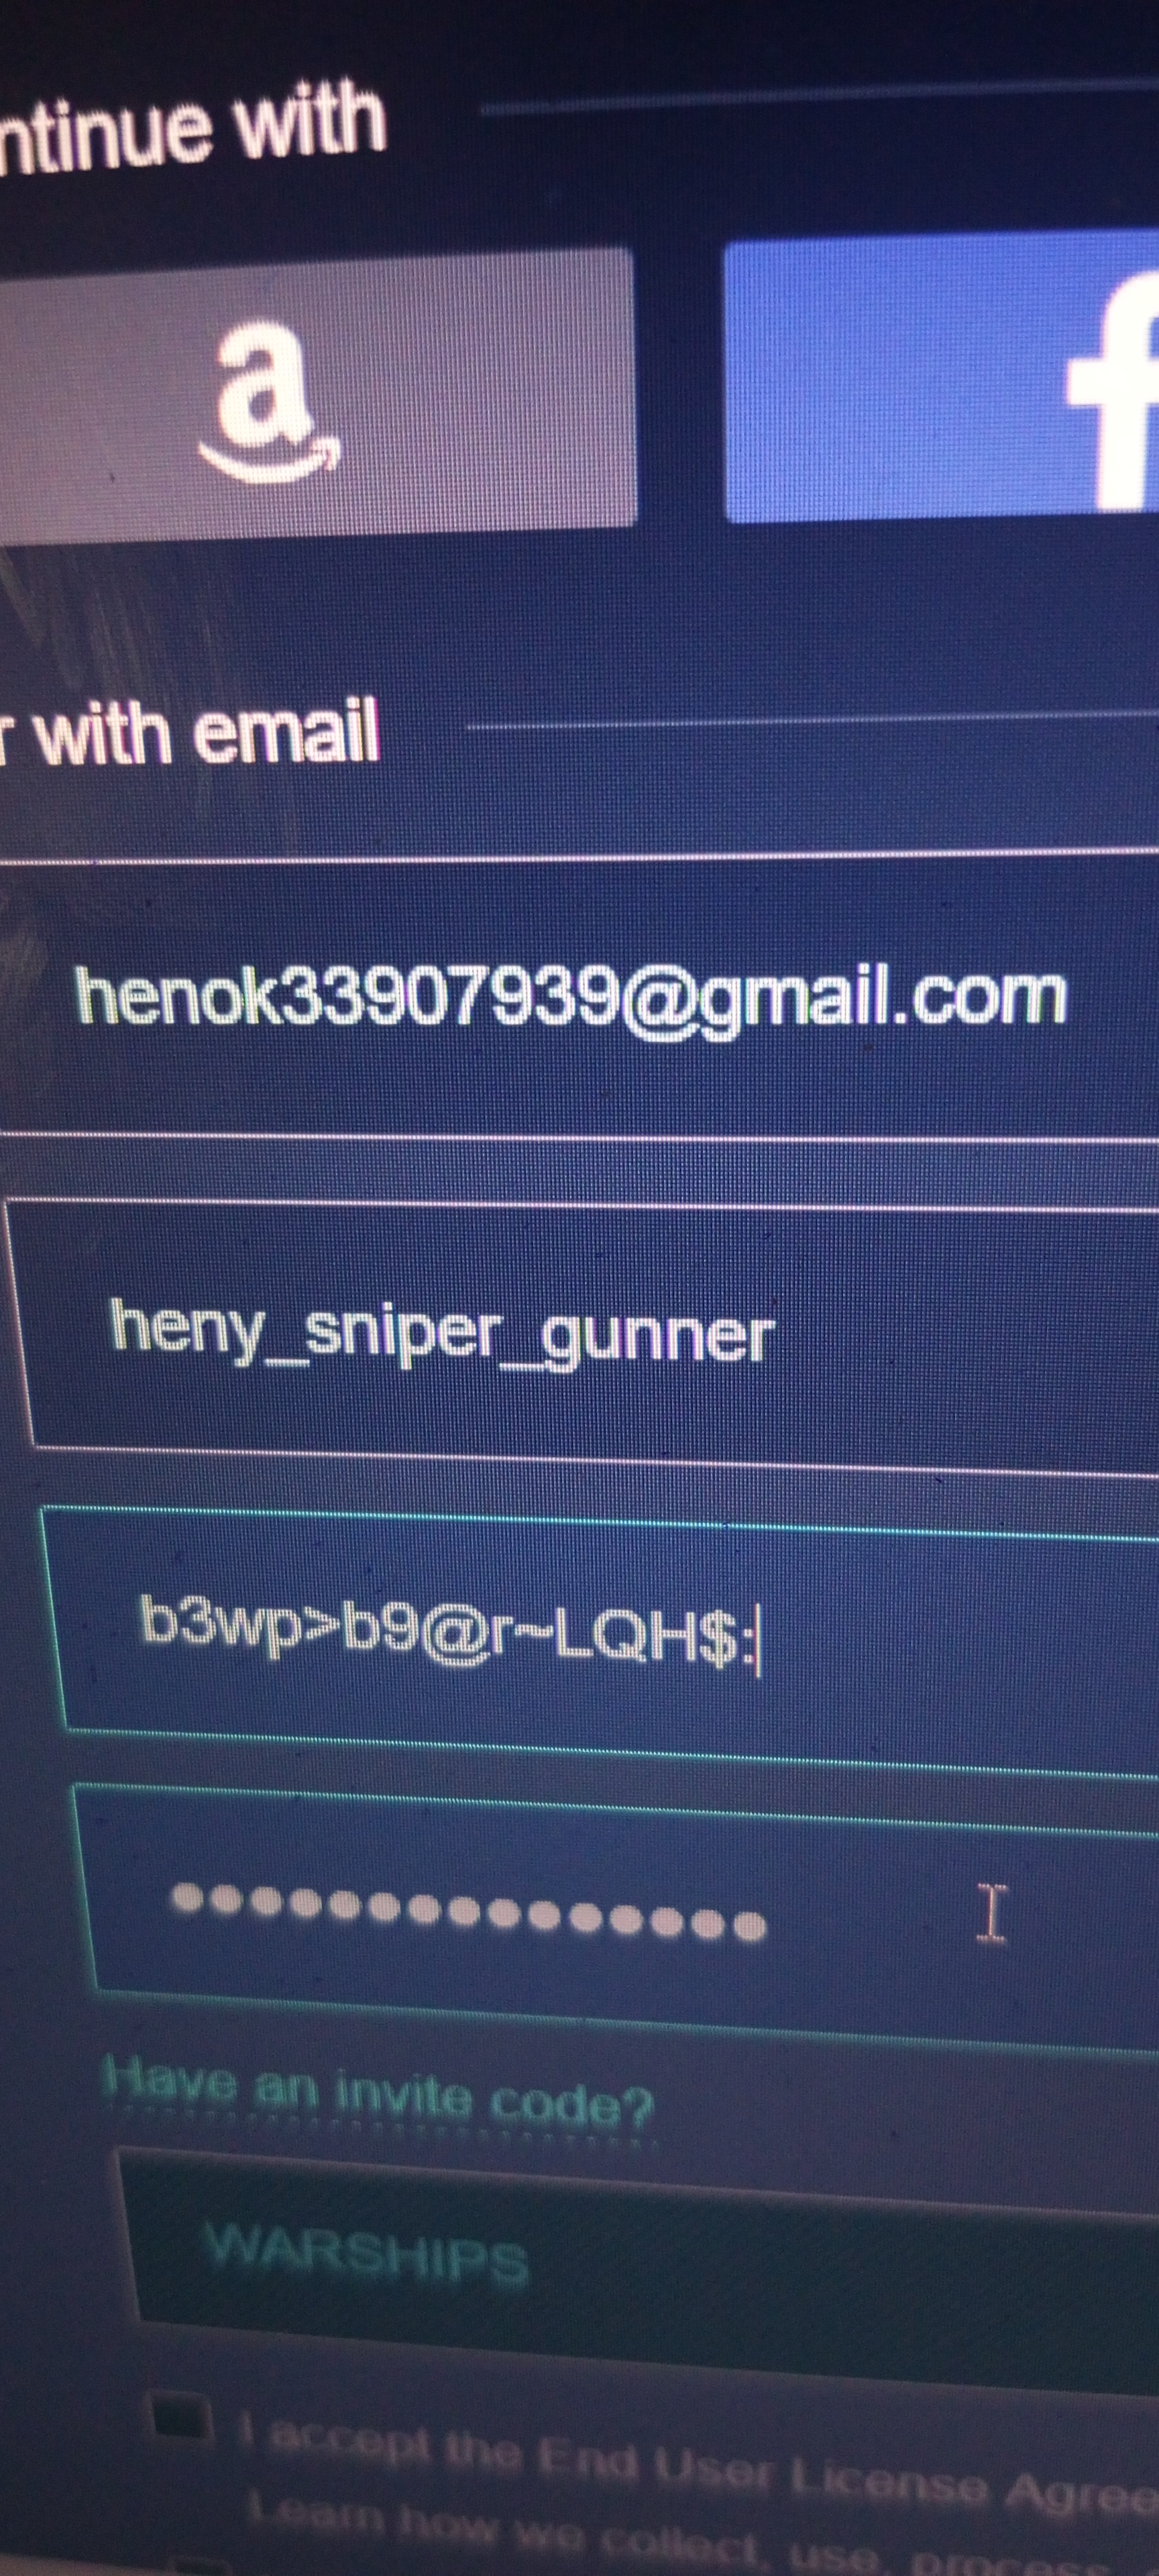 ntinue with
a
f
r with email
henok33907939@gmail.com
heny_sniper_gunner
b3wp>b9@r~LQH$:
●●●●●●●●●●●●●●●
Have an invite code?
WARSHIPS
I accept the End User License Agree
Learn how we collect, use, process,